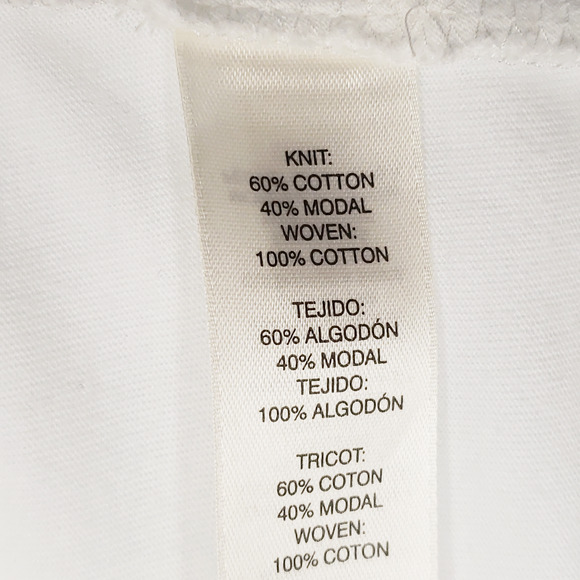 KNIT:
60% COTTON
40% MODAL
WOVEN:
100% COTTON
TEJIDO:
60% ALGODÓN
40% MODAL
TEJIDO:
100% ALGODÓN
TRICOT:
60% COTON
40% MODAL
WOVEN:
100% COTON